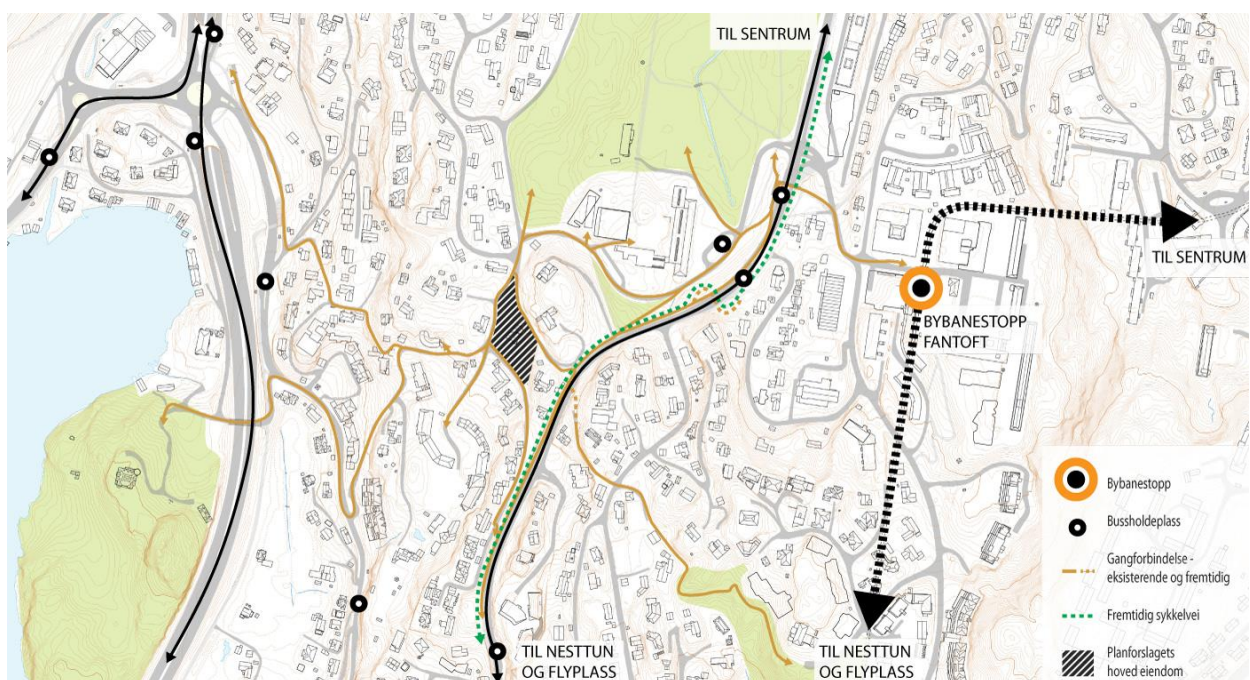 TIL SENTRUM
TIL SENTRUM
BYBANESTOPP
FANTOFT
Bybanestopp
Bussholdeplass
Gangforbindelse -
eksisterende og fremtidig
Fremtidig sykkelvei
Planforslagets
hoved eiendom
TIL NESTTUN
OG FLYPLASS
TIL NESTTUN
OG FLYPLASS